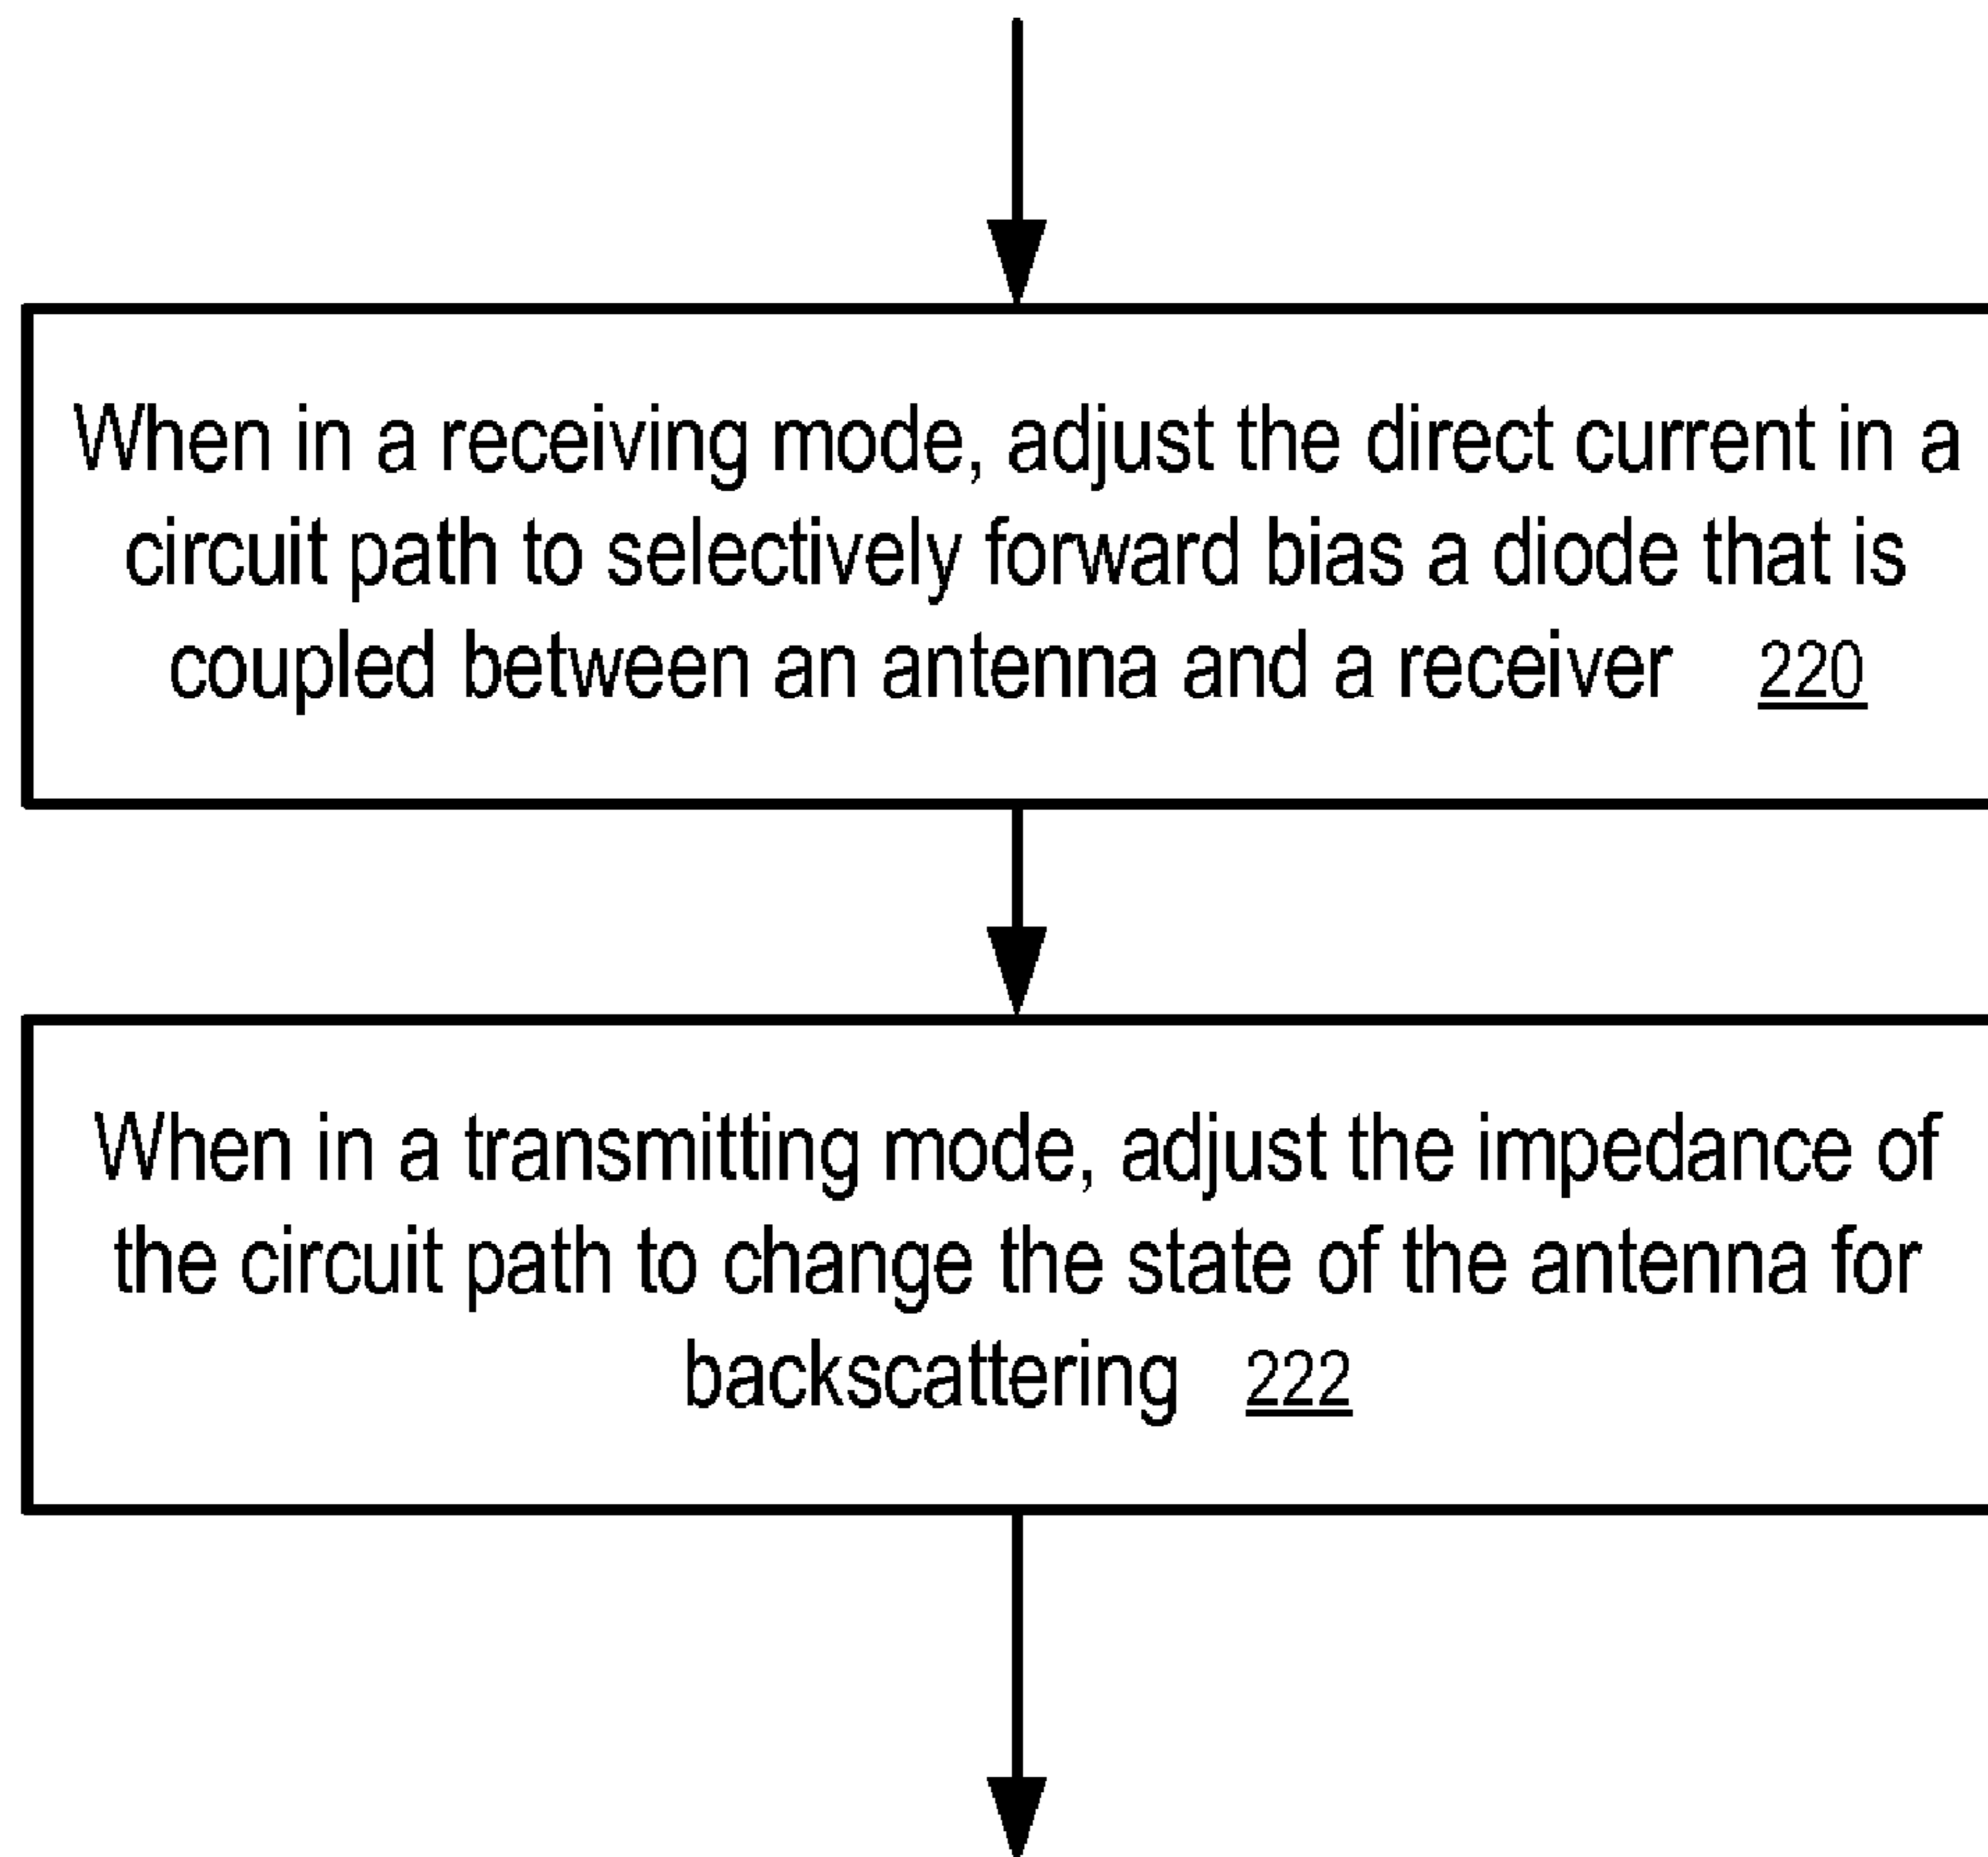 When in a receiving mode, adjust the direct current in a
circuit path to selectively forward bias a diode that is
coupled between an antenna and a receiver 220
When in a transmitting mode, adjust the impedance of
the circuit path to change the state of the antenna for
backscattering 222